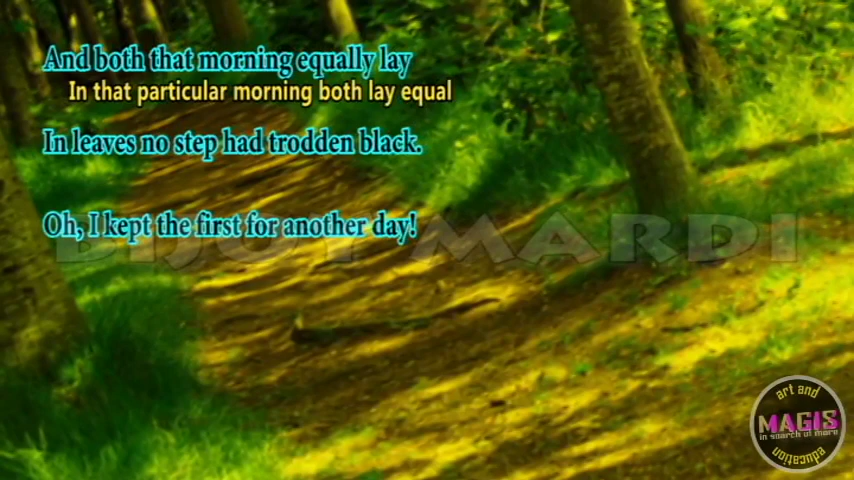 And both that morning equally lay
In that particular morning both lay equal
In leaves no step had trodden black.
Oh, I kept the first for another day!
BIJOY MARDI
art and
MAGIS
in search of more
education